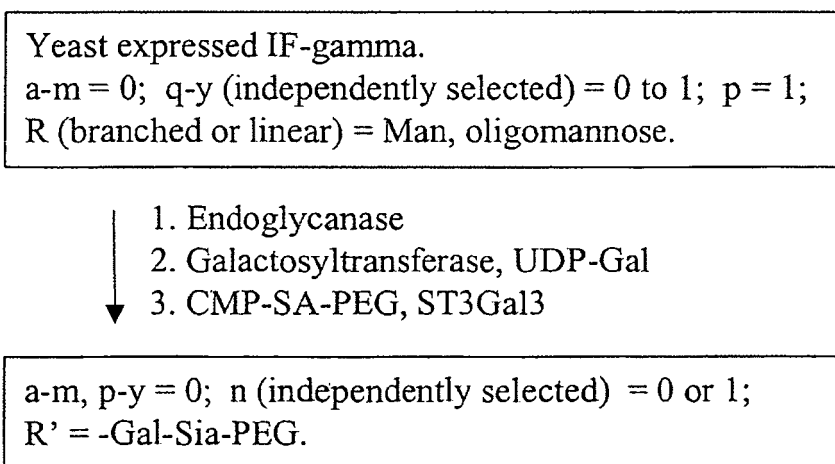 Yeast expressed IF-gamma.
a-m = 0; q-y (independently selected) = 0 to 1; p = 1;
R (branched or linear) = Man, oligomannose.
1. Endoglycanase
2. Galactosyltransferase, UDP-Gal
3. CMP-SA-PEG, ST3Gal3
a-m, p-y = 0; n (independently selected) = 0 or 1;
R' = -Gal-Sia-PEG.